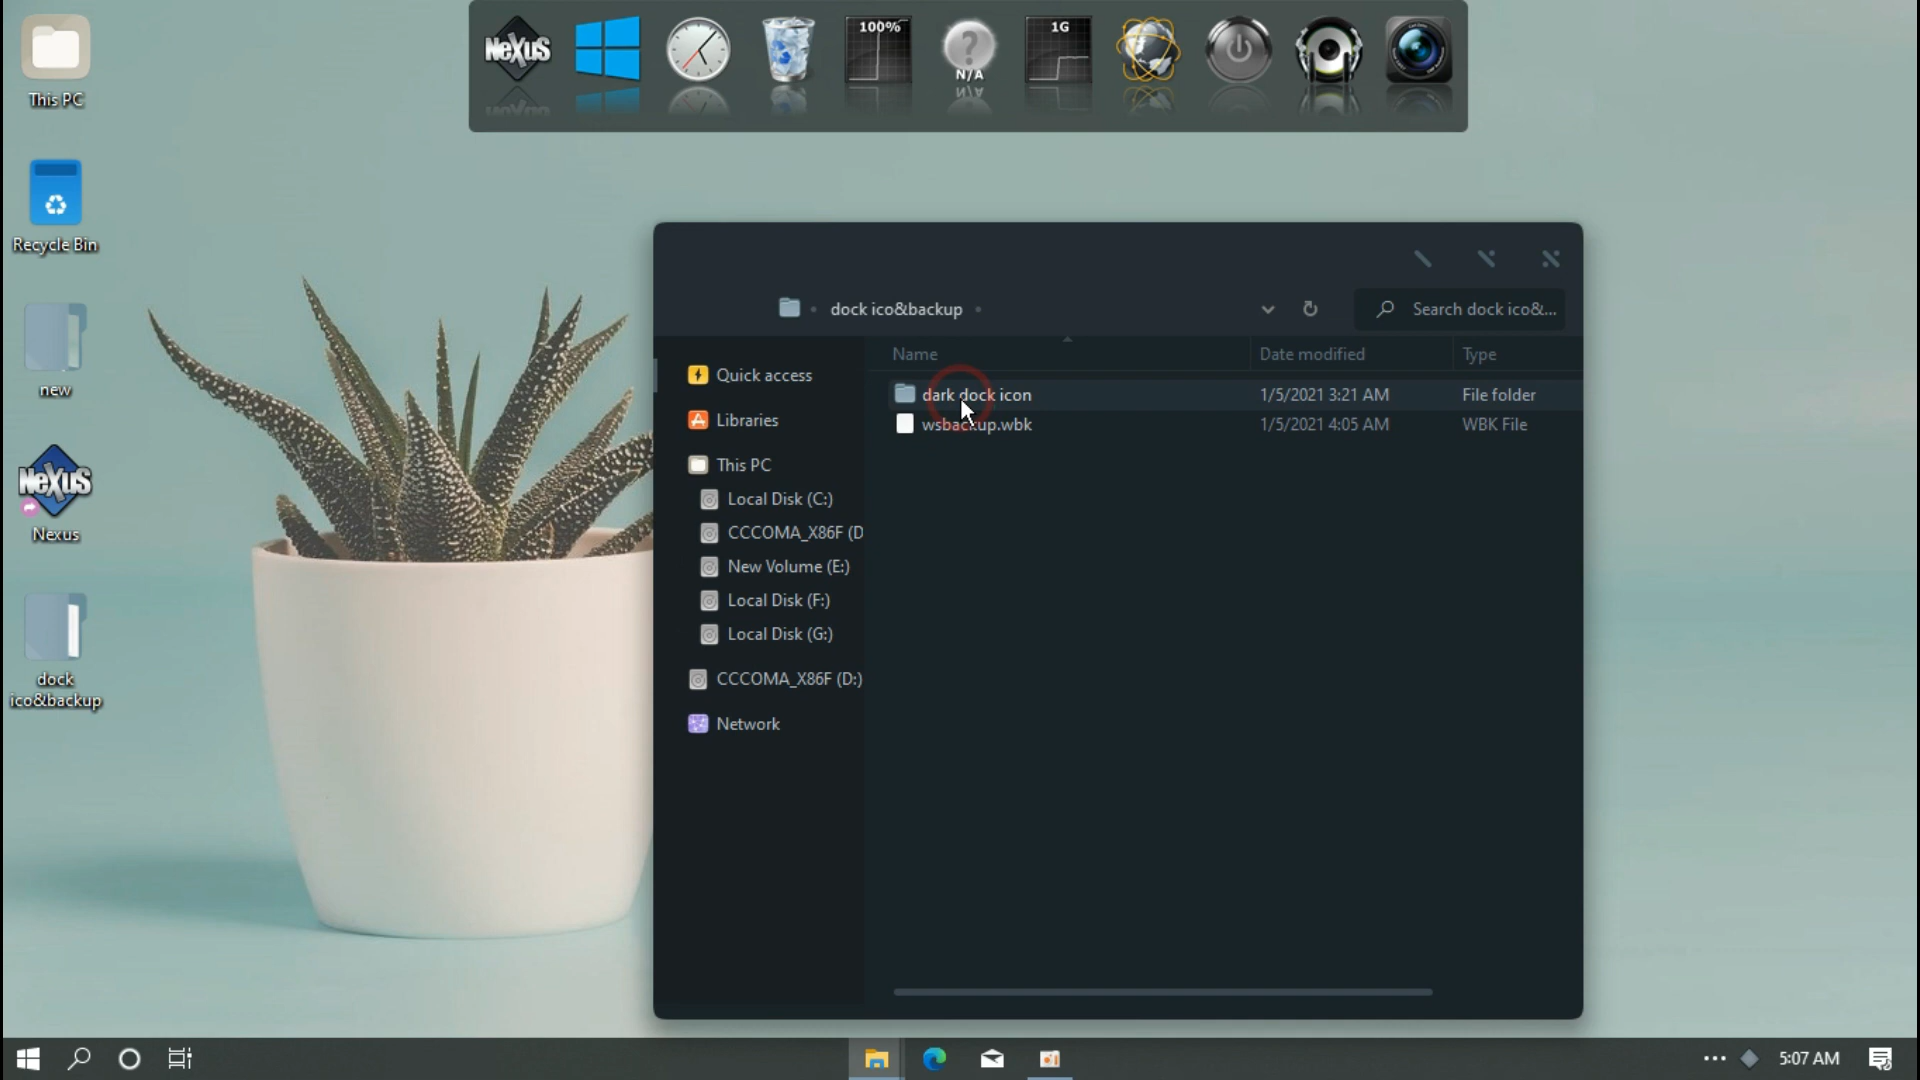 This PC
Recycle Bin
new
NeXuS
Nexus
dock
ico&backup
NeXuS
100%
N/A
1G
dock ico&backup
Search dock ico&...
Name
Date modified
Type
Quick access
Libraries
This PC
Local Disk (C:)
CCCOMA_X86F (D
New Volume (E:)
Local Disk (F:)
Local Disk (G:)
CCCOMA_X86F (D:)
Network
dark dock icon
1/5/2021 3:21 AM
File folder
wsbackup.wbk
1/5/2021 4:05 AM
WBK File
5:07 AM